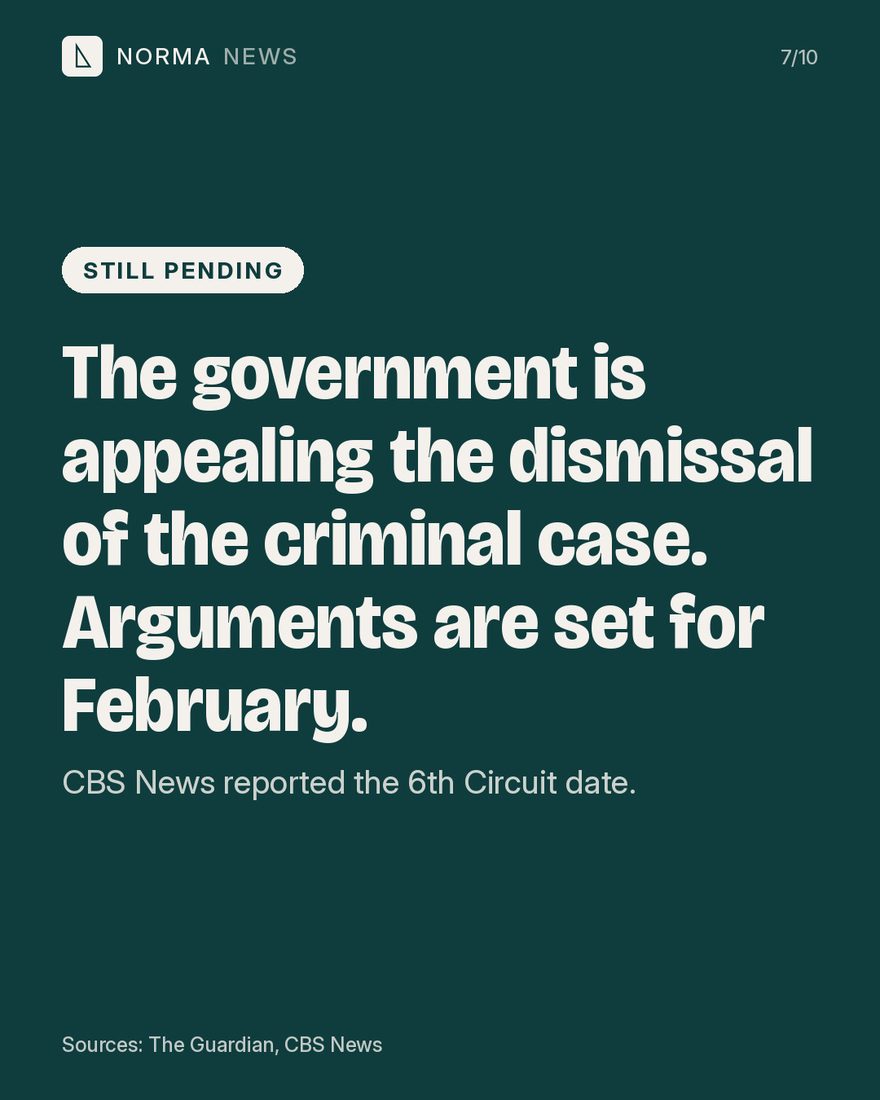 NORMA NEWS
7/10
STILL PENDING
The government is
appealing the dismissal
of the criminal case.
Arguments are set for
February.
CBS News reported the 6th Circuit date.
Sources: The Guardian, CBS News